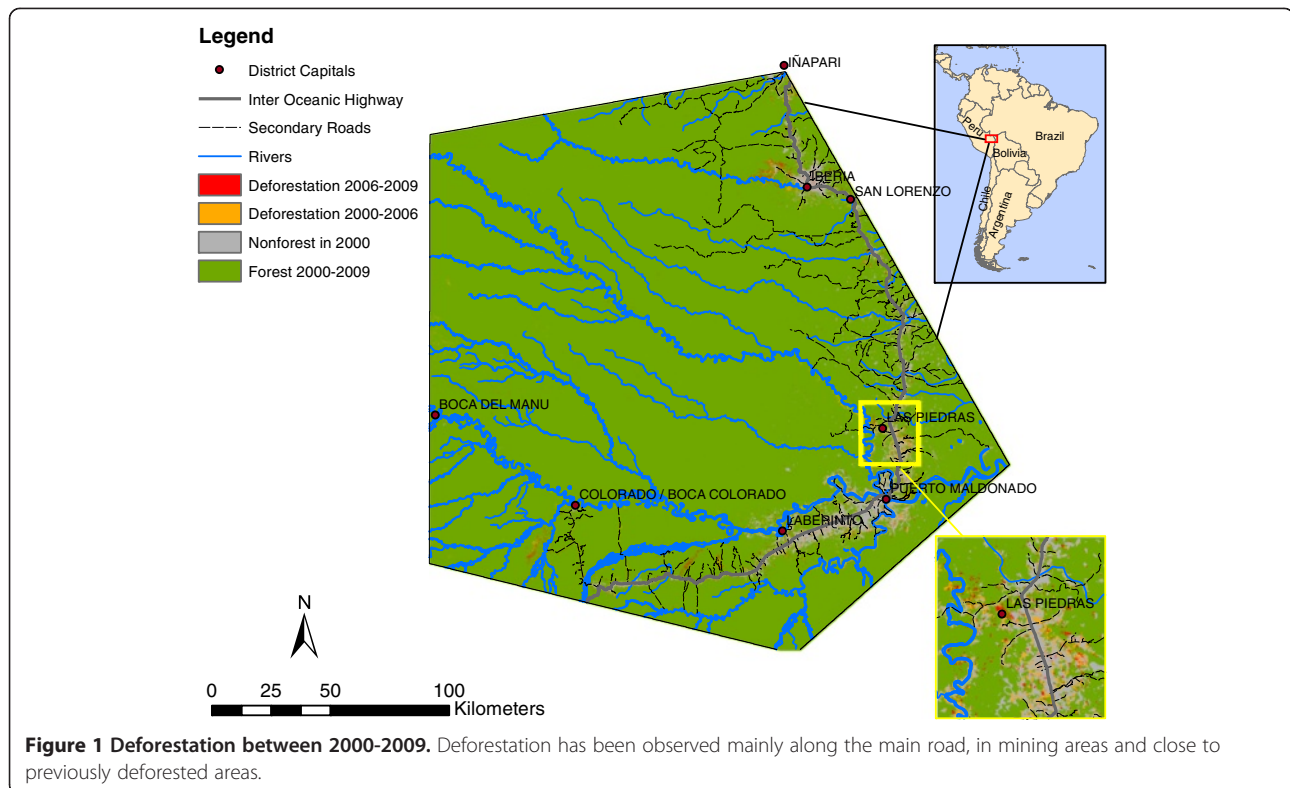 Legend
District Capitals
Inter Oceanic Highway
Secondary Roads
Rivers
Deforestation 2006-2009
Deforestation 2000-2006
Nonforest in 2000
Forest 2000-2009
IÑAPARI
IBERIA
SAN LORENZO
BOCA DEL MANU
LAS PIEDRAS
COLORADO / BOCA COLORADO
PUERTO MALDONADO
LABERINTO
Peru
Brazil
Bolivia
Chile
Argentina
LAS PIEDRAS
N
0 25 50 100
Kilometers
Figure 1 Deforestation between 2000-2009. Deforestation has been observed mainly along the main road, in mining areas and close to
previously deforested areas.